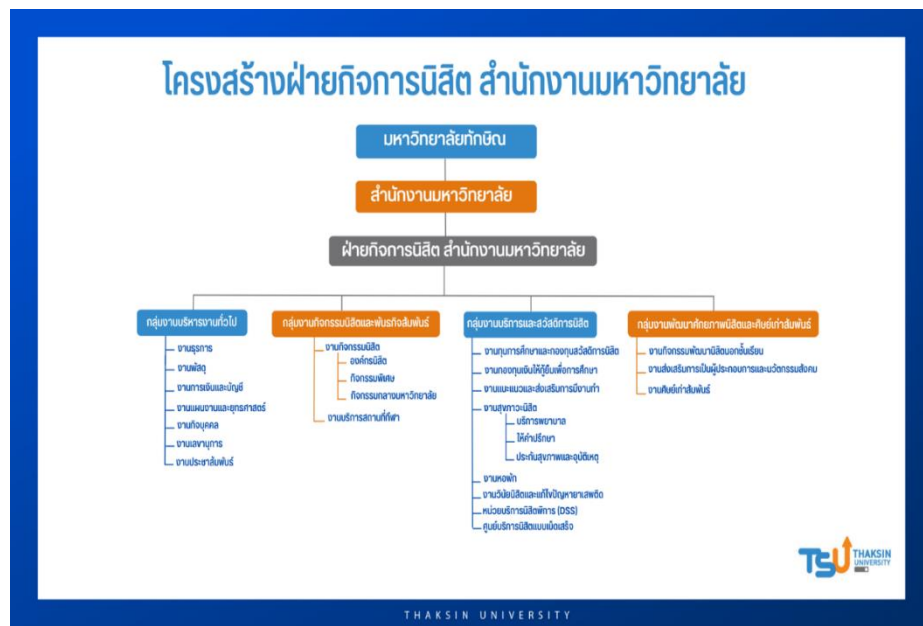 โครงสร้างฝ่ายกิจการนิสิต สำนักงานมหาวิทยาลัย
มหาวิทยาลัยทักษิณ
สำนักงานมหาวิทยาลัย
ฝ่ายกิจการนิสิต สำนักงานมหาวิทยาลัย
กลุ่มงานบริหารงานทั่วไป
งานธุรการ
งานพัสดุ
งานการเงินและบัญชี
งานแผนงานและยุทธศาสตร์
งานกิจบุคคล
งานเลขานุการ
งานประชาสัมพันธ์
กลุ่มงานกิจกรรมนิสิตและพันธกิจสัมพันธ์
งานกิจกรรมนิสิต
องค์กรนิสิต
กิจกรรมพิเศษ
กิจกรรมกลางมหาวิทยาลัย
งานบริการสถานที่กีฬา
กลุ่มงานบริการและสวัสดิการนิสิต
งานทุนการศึกษาและกองทุนสวัสดิการนิสิต
งานกองทุนเงินให้กู้ยืมเพื่อการศึกษา
งานแนะแนวและส่งเสริมการมีงานทำ
งานสุขภาวะนิสิต
บริการพยาบาล
ให้คำปรึกษา
ประกันสุขภาพและอุบัติเหตุ
งานหอพัก
งานวินัยนิสิตและแก้ไขปัญหายาเสพติด
หน่วยบริการนิสิตพิการ (DSS)
ศูนย์บริการนิสิตแบบเบ็ดเสร็จ
กลุ่มงานพัฒนาศักยภาพนิสิตและศิษย์เก่าสัมพันธ์
งานกิจกรรมพัฒนานิสิตนอกชั้นเรียน
งานส่งเสริมการเป็นผู้ประกอบการและนวัตกรรมสังคม
งานศิษย์เก่าสัมพันธ์
TSU THAKSIN
UNIVERSITY
THAKSIN UNIVERSITY